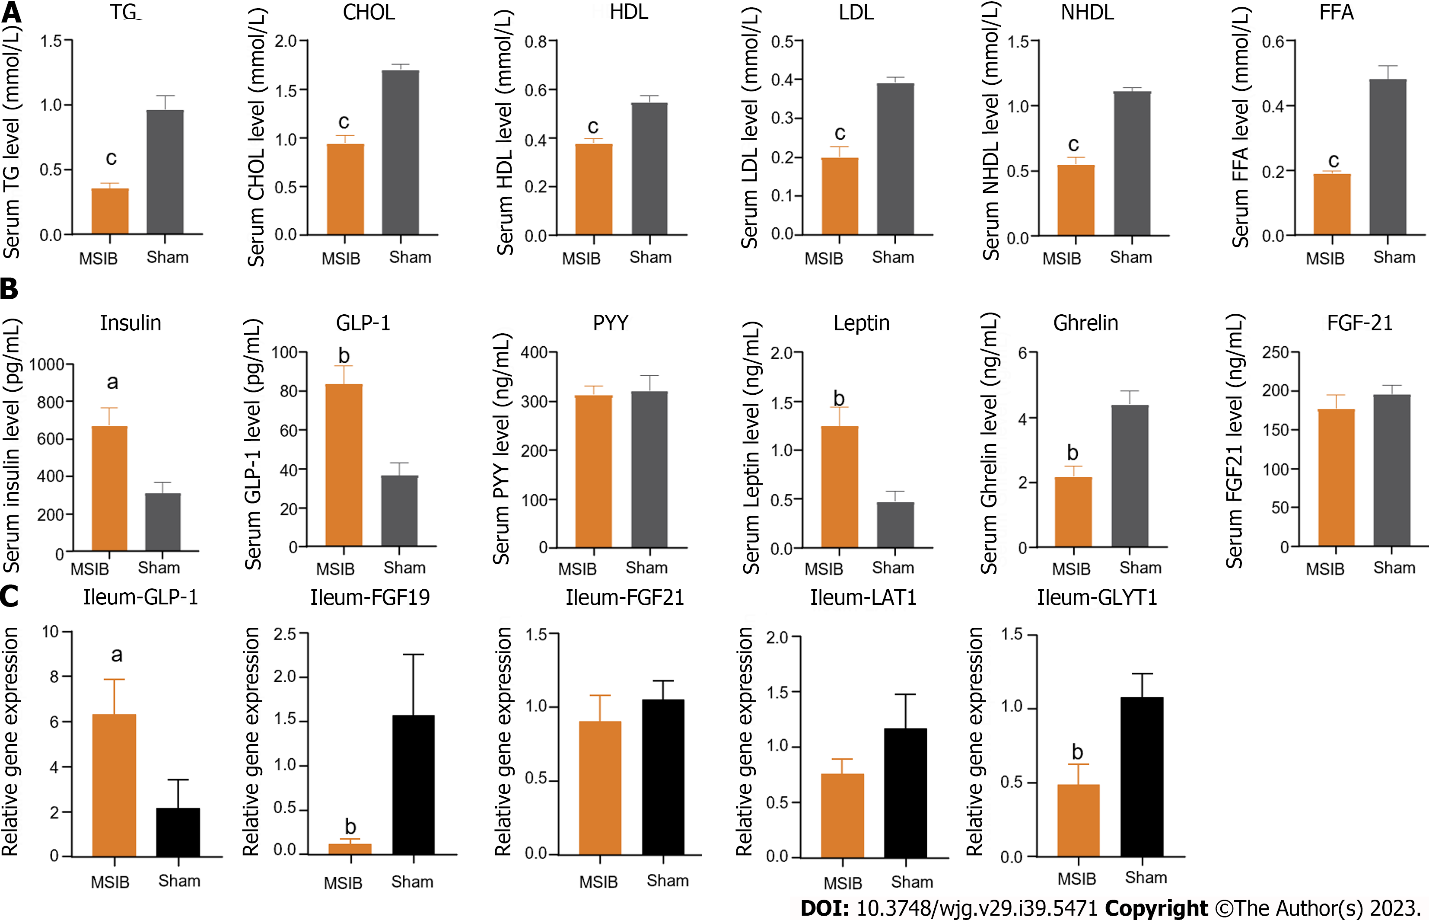 A
TG
CHOL
HDL
LDL
NHDL
FFA
Serum TG level (mmol/L)
1.5
1.0
0.5
0.0
c
MSIB
Sham
Serum CHOL level (mmol/L)
2.0
1.5
1.0
0.5
0.0
c
MSIB
Sham
Serum HDL level (mmol/L)
0.8
0.6
0.4
0.2
0.0
c
MSIB
Sham
Serum LDL level (mmol/L)
0.5
0.4
0.3
0.2
0.1
0.0
c
MSIB
Sham
Serum NHDL level (mmol/L)
1.5
1.0
0.5
0.0
c
MSIB
Sham
Serum FFA level (mmol/L)
0.6
0.4
0.2
0.0
c
MSIB
Sham
B
Insulin
GLP-1
PYY
Leptin
Ghrelin
FGF-21
Serum insulin level (pg/mL)
1000
800
600
400
200
0
a
MSIB
Sham
Serum GLP-1 level (pg/mL)
100
80
60
40
20
0
b
MSIB
Sham
Serum PYY level (ng/mL)
400
300
200
100
0
MSIB
Sham
Serum Leptin level (ng/mL)
2.0
1.5
1.0
0.5
0.0
b
MSIB
Sham
Serum Ghrelin level (ng/mL)
6
4
2
0
b
MSIB
Sham
Serum FGF21 level (ng/mL)
250
200
150
100
50
0
MSIB
Sham
C
Ileum-GLP-1
Ileum-FGF19
Ileum-FGF21
Ileum-LAT1
Ileum-GLYT1
Relative gene expression
10
8
6
4
2
0
a
MSIB
Sham
Relative gene expression
2.5
2.0
1.5
1.0
0.5
0.0
b
MSIB
Sham
Relative gene expression
1.5
1.0
0.5
0.0
MSIB
Sham
Relative gene expression
2.0
1.5
1.0
0.5
0.0
MSIB
Sham
Relative gene expression
1.5
1.0
0.5
0.0
b
MSIB
Sham
DOI: 10.3748/wjg.v29.i39.5471 Copyright ©The Author(s) 2023.